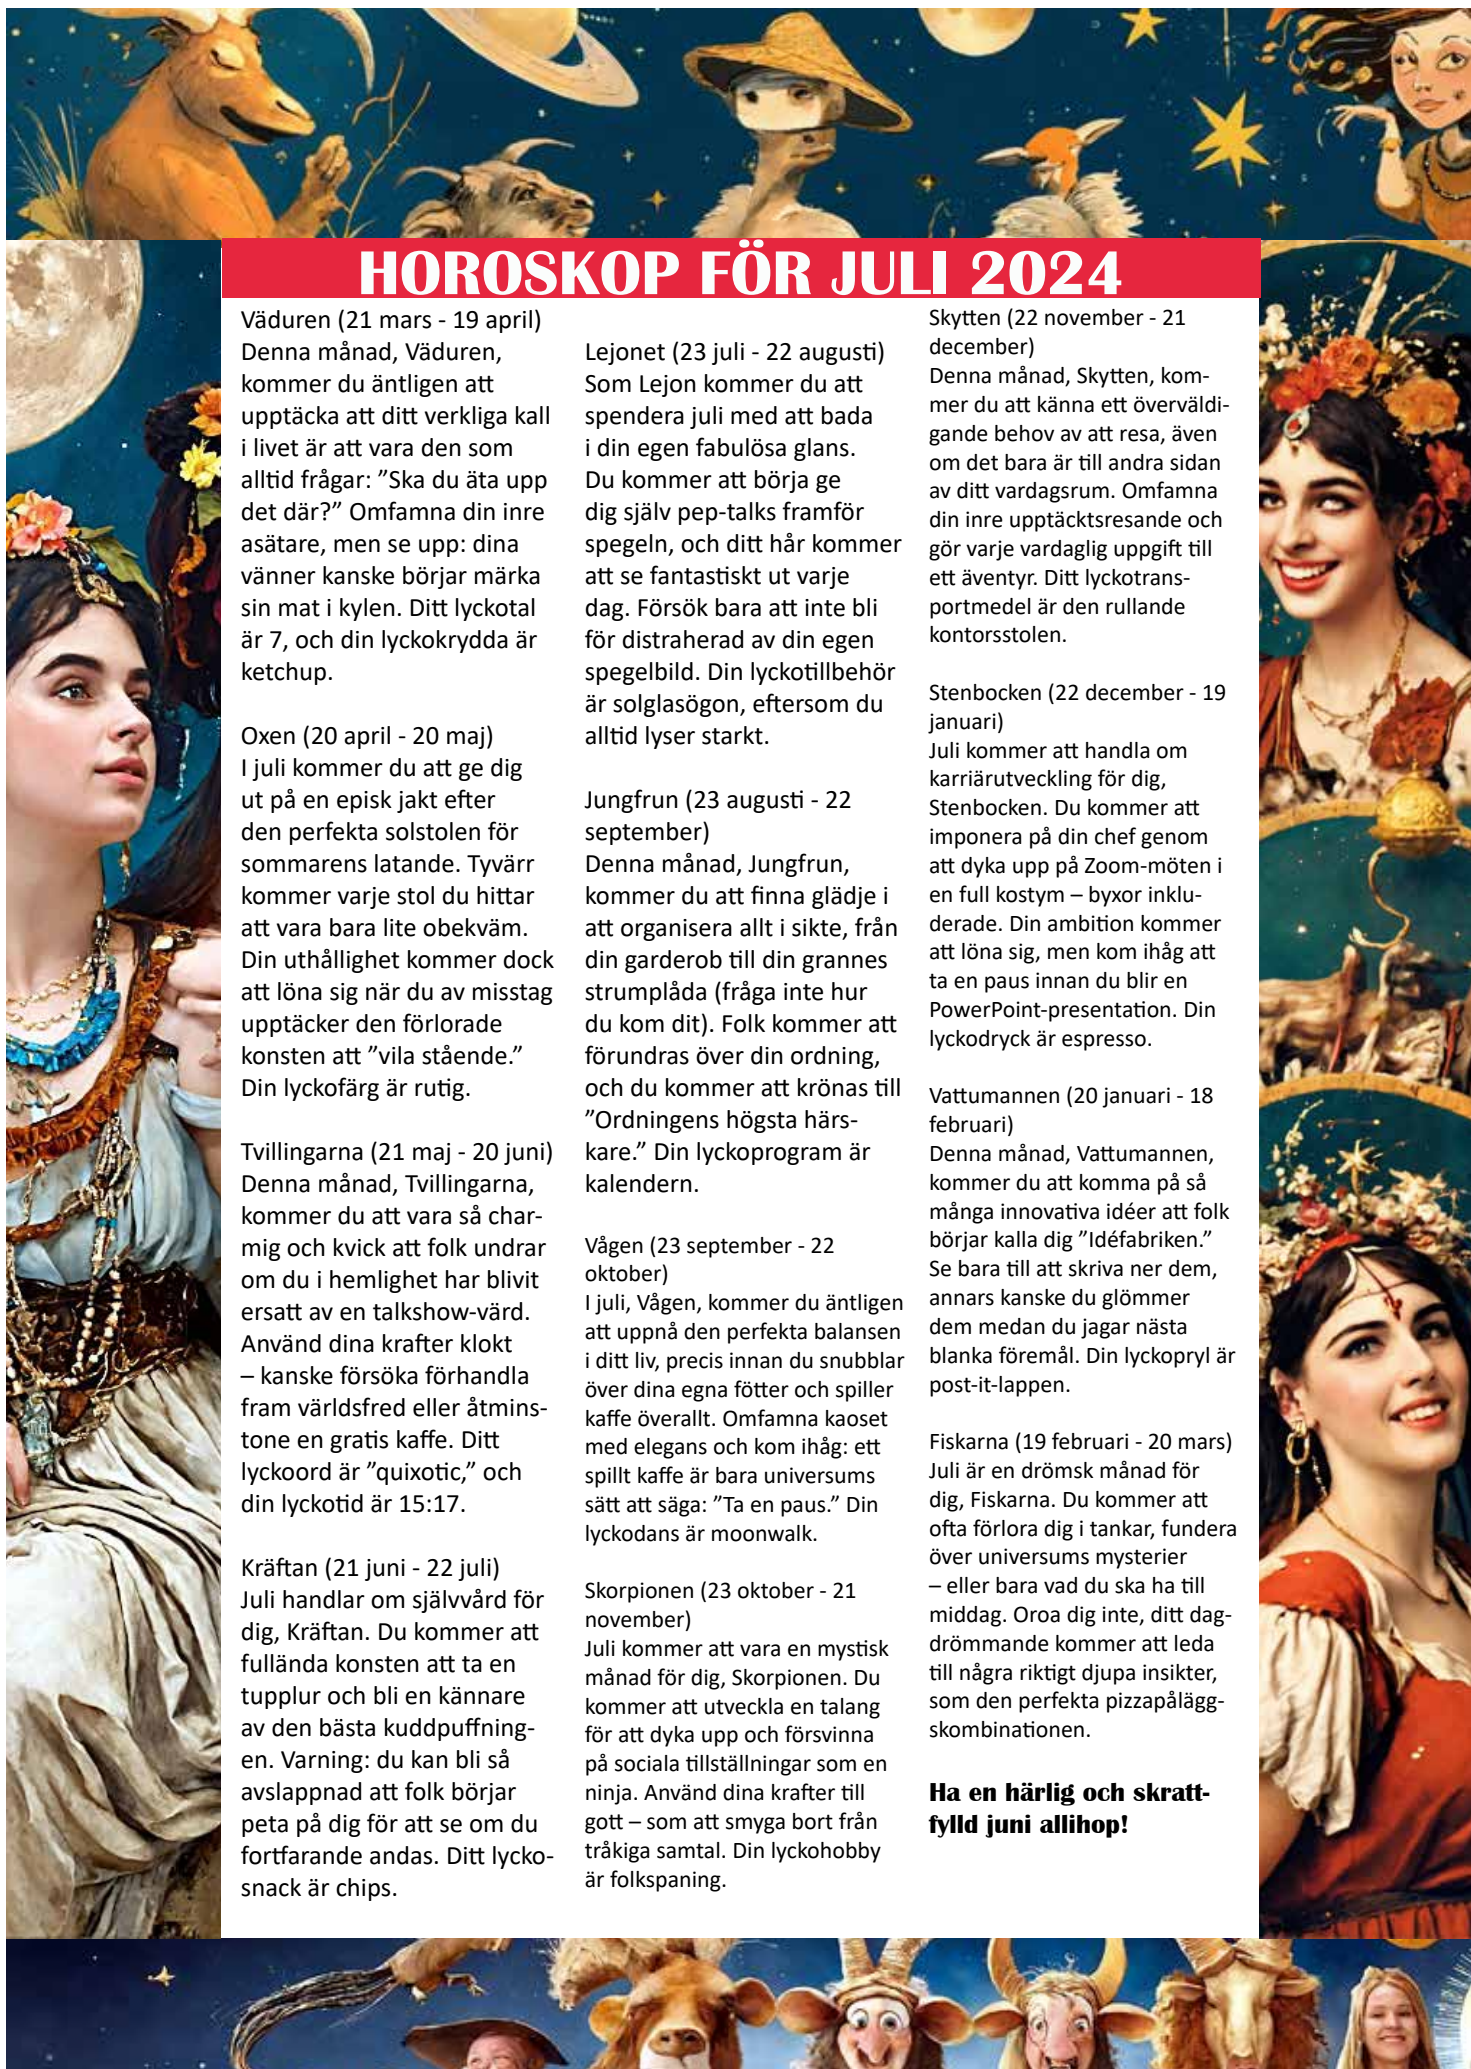 HOROSKOP FÖR JULI 2024
Väduren (21 mars - 19 april)
Denna månad, Väduren,
kommer du äntligen att
upptäcka att ditt verkliga kall
i livet är att vara den som
alltid frågar: ”Ska du äta upp
det där?” Omfamna din inre
asätare, men se upp: dina
vänner kanske börjar märka
sin mat i kylen. Ditt lyckotal
är 7, och din lyckokrydda är
ketchup.
Oxen (20 april - 20 maj)
I juli kommer du att ge dig
ut på en episk jakt efter
den perfekta solstolen för
sommarens latande. Tyvärr
kommer varje stol du hittar
att vara bara lite obekväm.
Din uthållighet kommer dock
att löna sig när du av misstag
upptäcker den förlorade
konsten att ”vila stående.”
Din lyckofärg är rutig.
Tvillingarna (21 maj - 20 juni)
Denna månad, Tvillingarna,
kommer du att vara så char-
mig och kvick att folk undrar
om du i hemlighet har blivit
ersatt av en talkshow-värd.
Använd dina krafter klokt
– kanske försöka förhandla
fram världsfred eller åtmins-
tone en gratis kaffe. Ditt
lyckoord är ”quixotic,” och
din lyckotid är 15:17.
Kräftan (21 juni - 22 juli)
Juli handlar om självvård för
dig, Kräftan. Du kommer att
fullända konsten att ta en
tupplur och bli en kännare
av den bästa kuddpuffning-
en. Varning: du kan bli så
avslappnad att folk börjar
peta på dig för att se om du
fortfarande andas. Ditt lycko-
snack är chips.
Lejonet (23 juli - 22 augusti)
Som Lejon kommer du att
spendera juli med att bada
i din egen fabulösa glans.
Du kommer att börja ge
dig själv pep-talks framför
spegeln, och ditt hår kommer
att se fantastiskt ut varje
dag. Försök bara att inte bli
för distraherad av din egen
spegelbild. Din lyckotillbehör
är solglasögon, eftersom du
alltid lyser starkt.
Jungfrun (23 augusti - 22
september)
Denna månad, Jungfrun,
kommer du att finna glädje i
att organisera allt i sikte, från
din garderob till din grannes
strumplåda (fråga inte hur
du kom dit). Folk kommer att
förundras över din ordning,
och du kommer att krönas till
”Ordningens högsta härs-
kare.” Din lyckoprogram är
kalendern.
Vågen (23 september - 22
oktober)
I juli, Vågen, kommer du äntligen
att uppnå den perfekta balansen
i ditt liv, precis innan du snubblar
över dina egna fötter och spiller
kaffe överallt. Omfamna kaoset
med elegans och kom ihåg: ett
spillt kaffe är bara universums
sätt att säga: ”Ta en paus.” Din
lyckodans är moonwalk.
Skorpionen (23 oktober - 21
november)
Juli kommer att vara en mystisk
månad för dig, Skorpionen. Du
kommer att utveckla en talang
för att dyka upp och försvinna
på sociala tillställningar som en
ninja. Använd dina krafter till
gott – som att smyga bort från
tråkiga samtal. Din lyckohobby
är folkspaning.
Skytten (22 november - 21
december)
Denna månad, Skytten, kom-
mer du att känna ett överväldi-
gande behov av att resa, även
om det bara är till andra sidan
av ditt vardagsrum. Omfamna
din inre upptäcktsresande och
gör varje vardaglig uppgift till
ett äventyr. Ditt lyckotrans-
portmedel är den rullande
kontorsstolen.
Stenbocken (22 december - 19
januari)
Juli kommer att handla om
karriärutveckling för dig,
Stenbocken. Du kommer att
imponera på din chef genom
att dyka upp på Zoom-möten i
en full kostym – byxor inklu-
derade. Din ambition kommer
att löna sig, men kom ihåg att
ta en paus innan du blir en
PowerPoint-presentation. Din
lyckodryck är espresso.
Vattumannen (20 januari - 18
februari)
Denna månad, Vattumannen,
kommer du att komma på så
många innovativa idéer att folk
börjar kalla dig ”Idéfabriken.”
Se bara till att skriva ner dem,
annars kanske du glömmer
dem medan du jagar nästa
blanka föremål. Din lyckopryl är
post-it-lappen.
Fiskarna (19 februari - 20 mars)
Juli är en drömsk månad för
dig, Fiskarna. Du kommer att
ofta förlora dig i tankar, fundera
över universums mysterier
– eller bara vad du ska ha till
middag. Oroa dig inte, ditt dag-
drömmande kommer att leda
till några riktigt djupa insikter,
som den perfekta pizzapålägg-
skombinationen.
Ha en härlig och skratt-
fylld juni allihop!